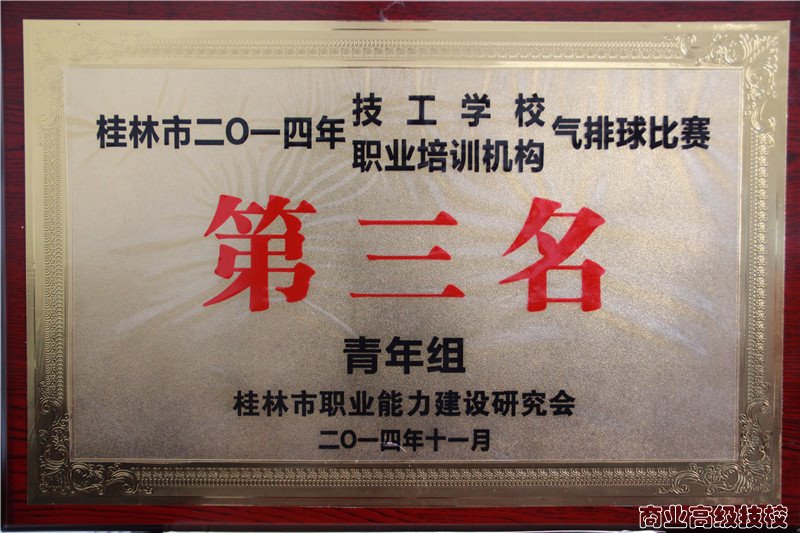 桂林市二〇一四年技工学校职业培训机构气排球比赛
第三名
青年组
桂林市职业能力建设研究会
二〇一四年十一月
商业高级技校